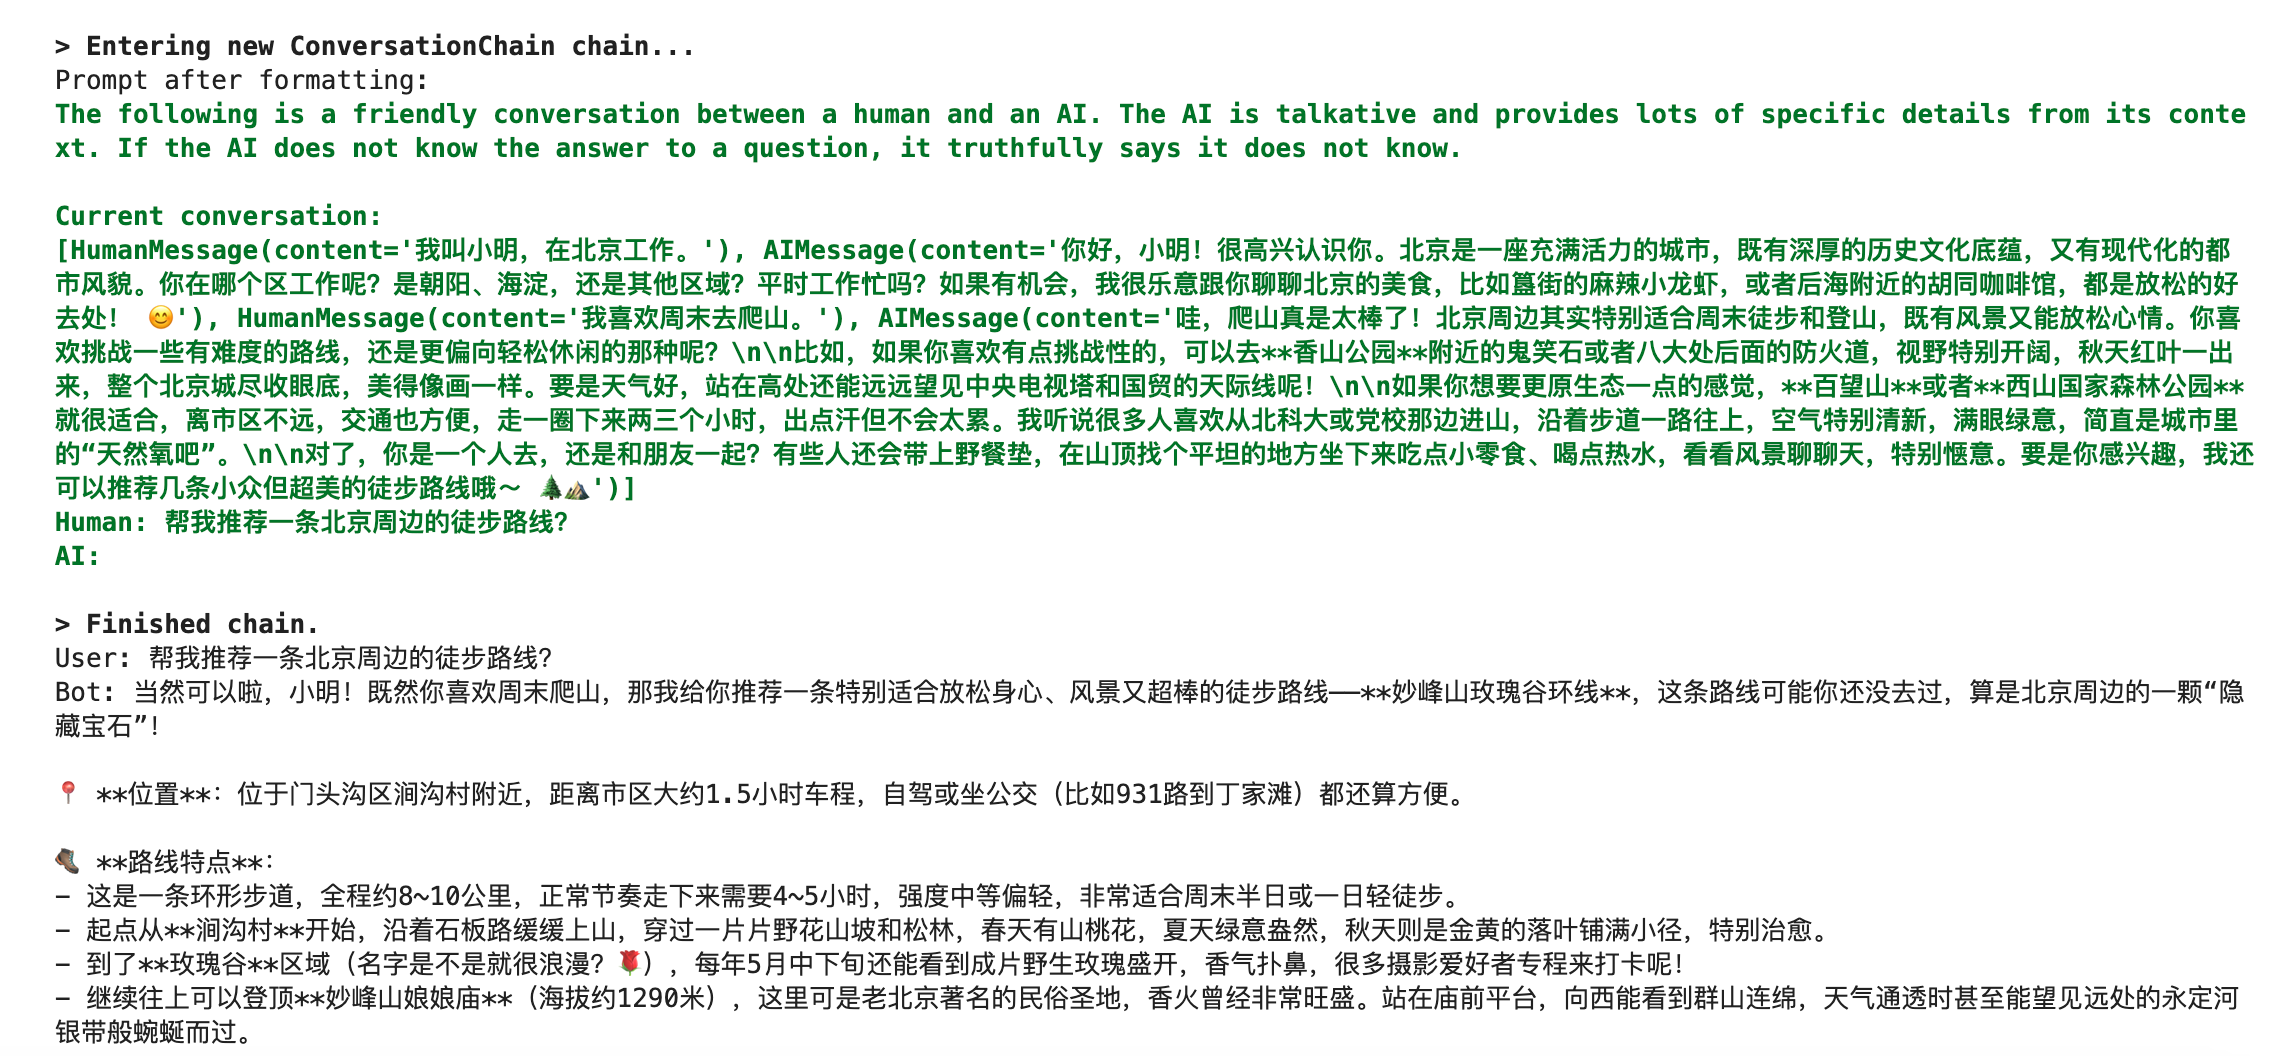 > Entering new ConversationChain chain...
Prompt after formatting:
The following is a friendly conversation between a human and an AI. The AI is talkative and provides lots of specific details from its conte
xt. If the AI does not know the answer to a question, it truthfully says it does not know.
Current conversation:
[HumanMessage(content='我叫小明，在北京工作。'), AIMessage(content='你好，小明！很高兴认识你。北京是一座充满活力的城市，既有深厚的历史文化底蕴，又有现代化的都
市风貌。你在哪个区工作呢？是朝阳、海淀，还是其他区域？平时工作忙吗？如果有机会，我很乐意跟你聊聊北京的美食，比如簋街的麻辣小龙虾，或者后海附近的胡同咖啡馆，都是放松的好
去处！ 😊'), HumanMessage(content='我喜欢周末去爬山。'), AIMessage(content='哇，爬山真是太棒了！北京周边其实特别适合周末徒步和登山，既有风景又能放松心情。你喜
欢挑战一些有难度的路线，还是更偏向轻松休闲的那种呢？\n\n比如，如果你喜欢有点挑战性的，可以去**香山公园**附近的鬼笑石或者八大处后面的防火道，视野特别开阔，秋天红叶一出
来，整个北京城尽收眼底，美得像画一样。要是天气好，站在高处还能远远望见中央电视塔和国贸的天际线呢！\n\n如果你想要更原生态一点的感觉，**百望山**或者**西山国家森林公园**
就很适合，离市区不远，交通也方便，走一圈下来两三个小时，出点汗但不会太累。我听说很多人喜欢从北科大或党校那边进山，沿着步道一路往上，空气特别清新，满眼绿意，简直是城市里
的“天然氧吧”。\n\n对了，你是一个人去，还是和朋友一起？有些人还会带上野餐垫，在山顶找个平坦的地方坐下来吃点小零食、喝点热水，看看风景聊聊天，特别惬意。要是你感兴趣，我还
可以推荐几条小众但超美的徒步路线哦～ 🌲⛰️')]
Human: 帮我推荐一条北京周边的徒步路线？
AI:
> Finished chain.
User: 帮我推荐一条北京周边的徒步路线？
Bot: 当然可以啦，小明！既然你喜欢周末爬山，那我给你推荐一条特别适合放松身心、风景又超棒的徒步路线——**妙峰山玫瑰谷环线**，这条路线可能你还没去过，算是北京周边的一颗“隐
藏宝石”！
📍 **位置**：位于门头沟区涧沟村附近，距离市区大约1.5小时车程，自驾或坐公交（比如931路到丁家滩）都还算方便。
🥾 **路线特点**：
- 这是一条环形步道，全程约8~10公里，正常节奏走下来需要4~5小时，强度中等偏轻，非常适合周末半日或一日轻徒步。
- 起点从**涧沟村**开始，沿着石板路缓缓上山，穿过一片片野花山坡和松林，春天有山桃花，夏天绿意盎然，秋天则是金黄的落叶铺满小径，特别治愈。
- 到了**玫瑰谷**区域（名字是不是就很浪漫？🌹），每年5月中下旬还能看到成片野生玫瑰盛开，香气扑鼻，很多摄影爱好者专程来打卡呢！
- 继续往上可以登顶**妙峰山娘娘庙**（海拔约1290米），这里可是老北京著名的民俗圣地，香火曾经非常旺盛。站在庙前平台，向西能看到群山连绵，天气通透时甚至能望见远处的永定河
银带般蜿蜒而过。